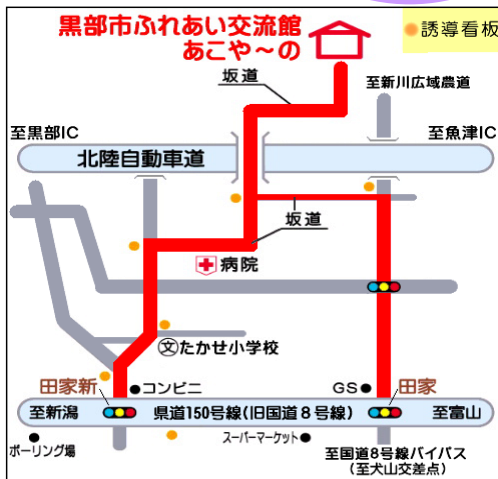 黒部市ふれあい交流館
あこや～の
誘導看板
坂道
至新川広域農道
至黒部IC
至魚津IC
北陸自動車道
坂道
病院
文
たかせ小学校
田家新
コンビニ
GS
田家
至新潟
県道150号線(旧国道8号線)
至富山
ボーリング場
スーパーマーケット
至国道8号線バイパス
(至犬山交差点)